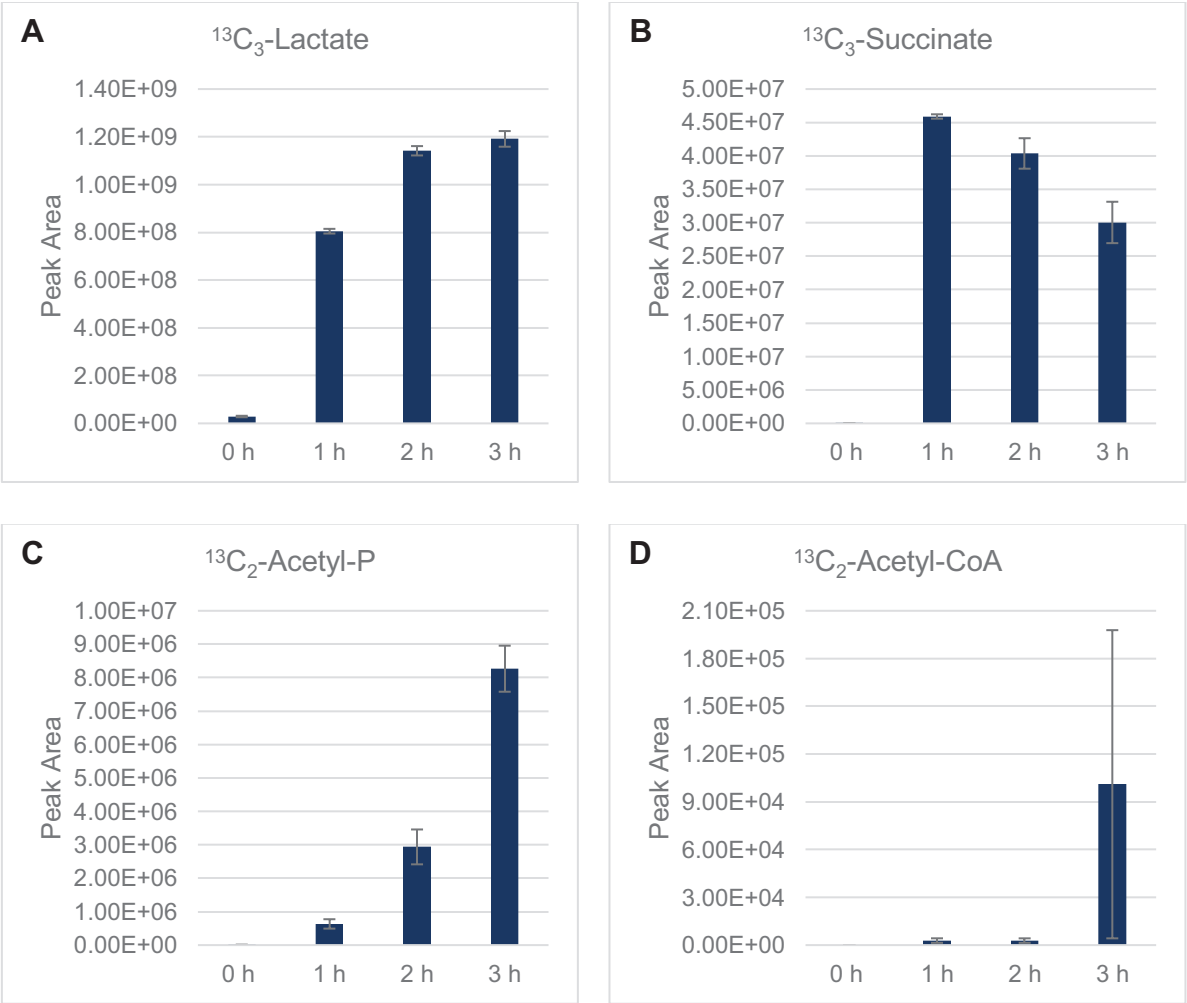 A
¹³C₃-Lactate
Peak Area
1.40E+09
1.20E+09
1.00E+09
8.00E+08
6.00E+08
4.00E+08
2.00E+08
0.00E+00
0 h 1 h 2 h 3 h
B
¹³C₃-Succinate
Peak Area
5.00E+07
4.50E+07
4.00E+07
3.50E+07
3.00E+07
2.50E+07
2.00E+07
1.50E+07
1.00E+07
5.00E+06
0.00E+00
0 h 1 h 2 h 3 h
C
¹³C₂-Acetyl-P
Peak Area
1.00E+07
9.00E+06
8.00E+06
7.00E+06
6.00E+06
5.00E+06
4.00E+06
3.00E+06
2.00E+06
1.00E+06
0.00E+00
0 h 1 h 2 h 3 h
D
¹³C₂-Acetyl-CoA
Peak Area
2.10E+05
1.80E+05
1.50E+05
1.20E+05
9.00E+04
6.00E+04
3.00E+04
0.00E+00
0 h 1 h 2 h 3 h